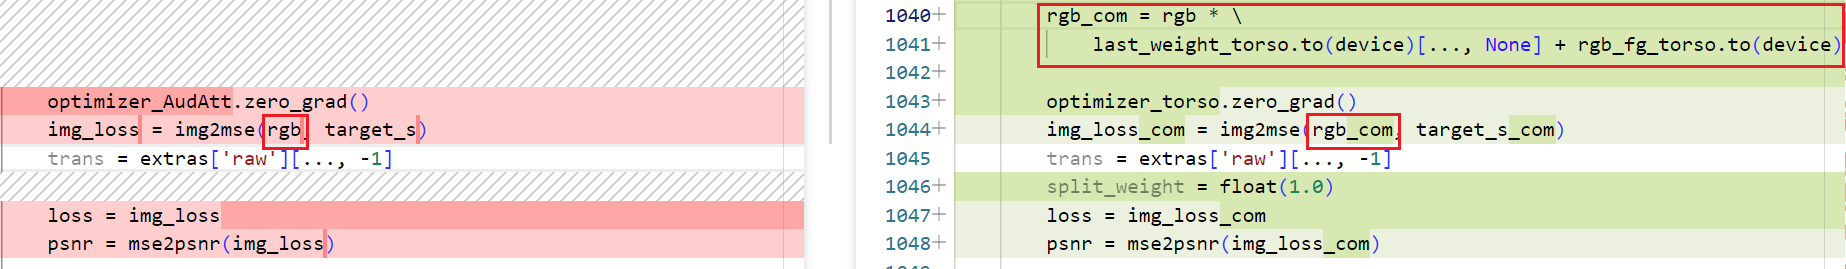 optimizer_AudAtt.zero_grad()
img_loss = img2mse(rgb, target_s)
trans = extras['raw'][..., -1]
loss = img_loss
psnr = mse2psnr(img_loss)
1040+ rgb_com = rgb * \
1041+ last_weight_torso.to(device)[..., None] + rgb_fg_torso.to(device)
1042+
1043+ optimizer_torso.zero_grad()
1044+ img_loss_com = img2mse(rgb_com, target_s_com)
1045 trans = extras['raw'][..., -1]
1046+ split_weight = float(1.0)
1047+ loss = img_loss_com
1048+ psnr = mse2psnr(img_loss_com)